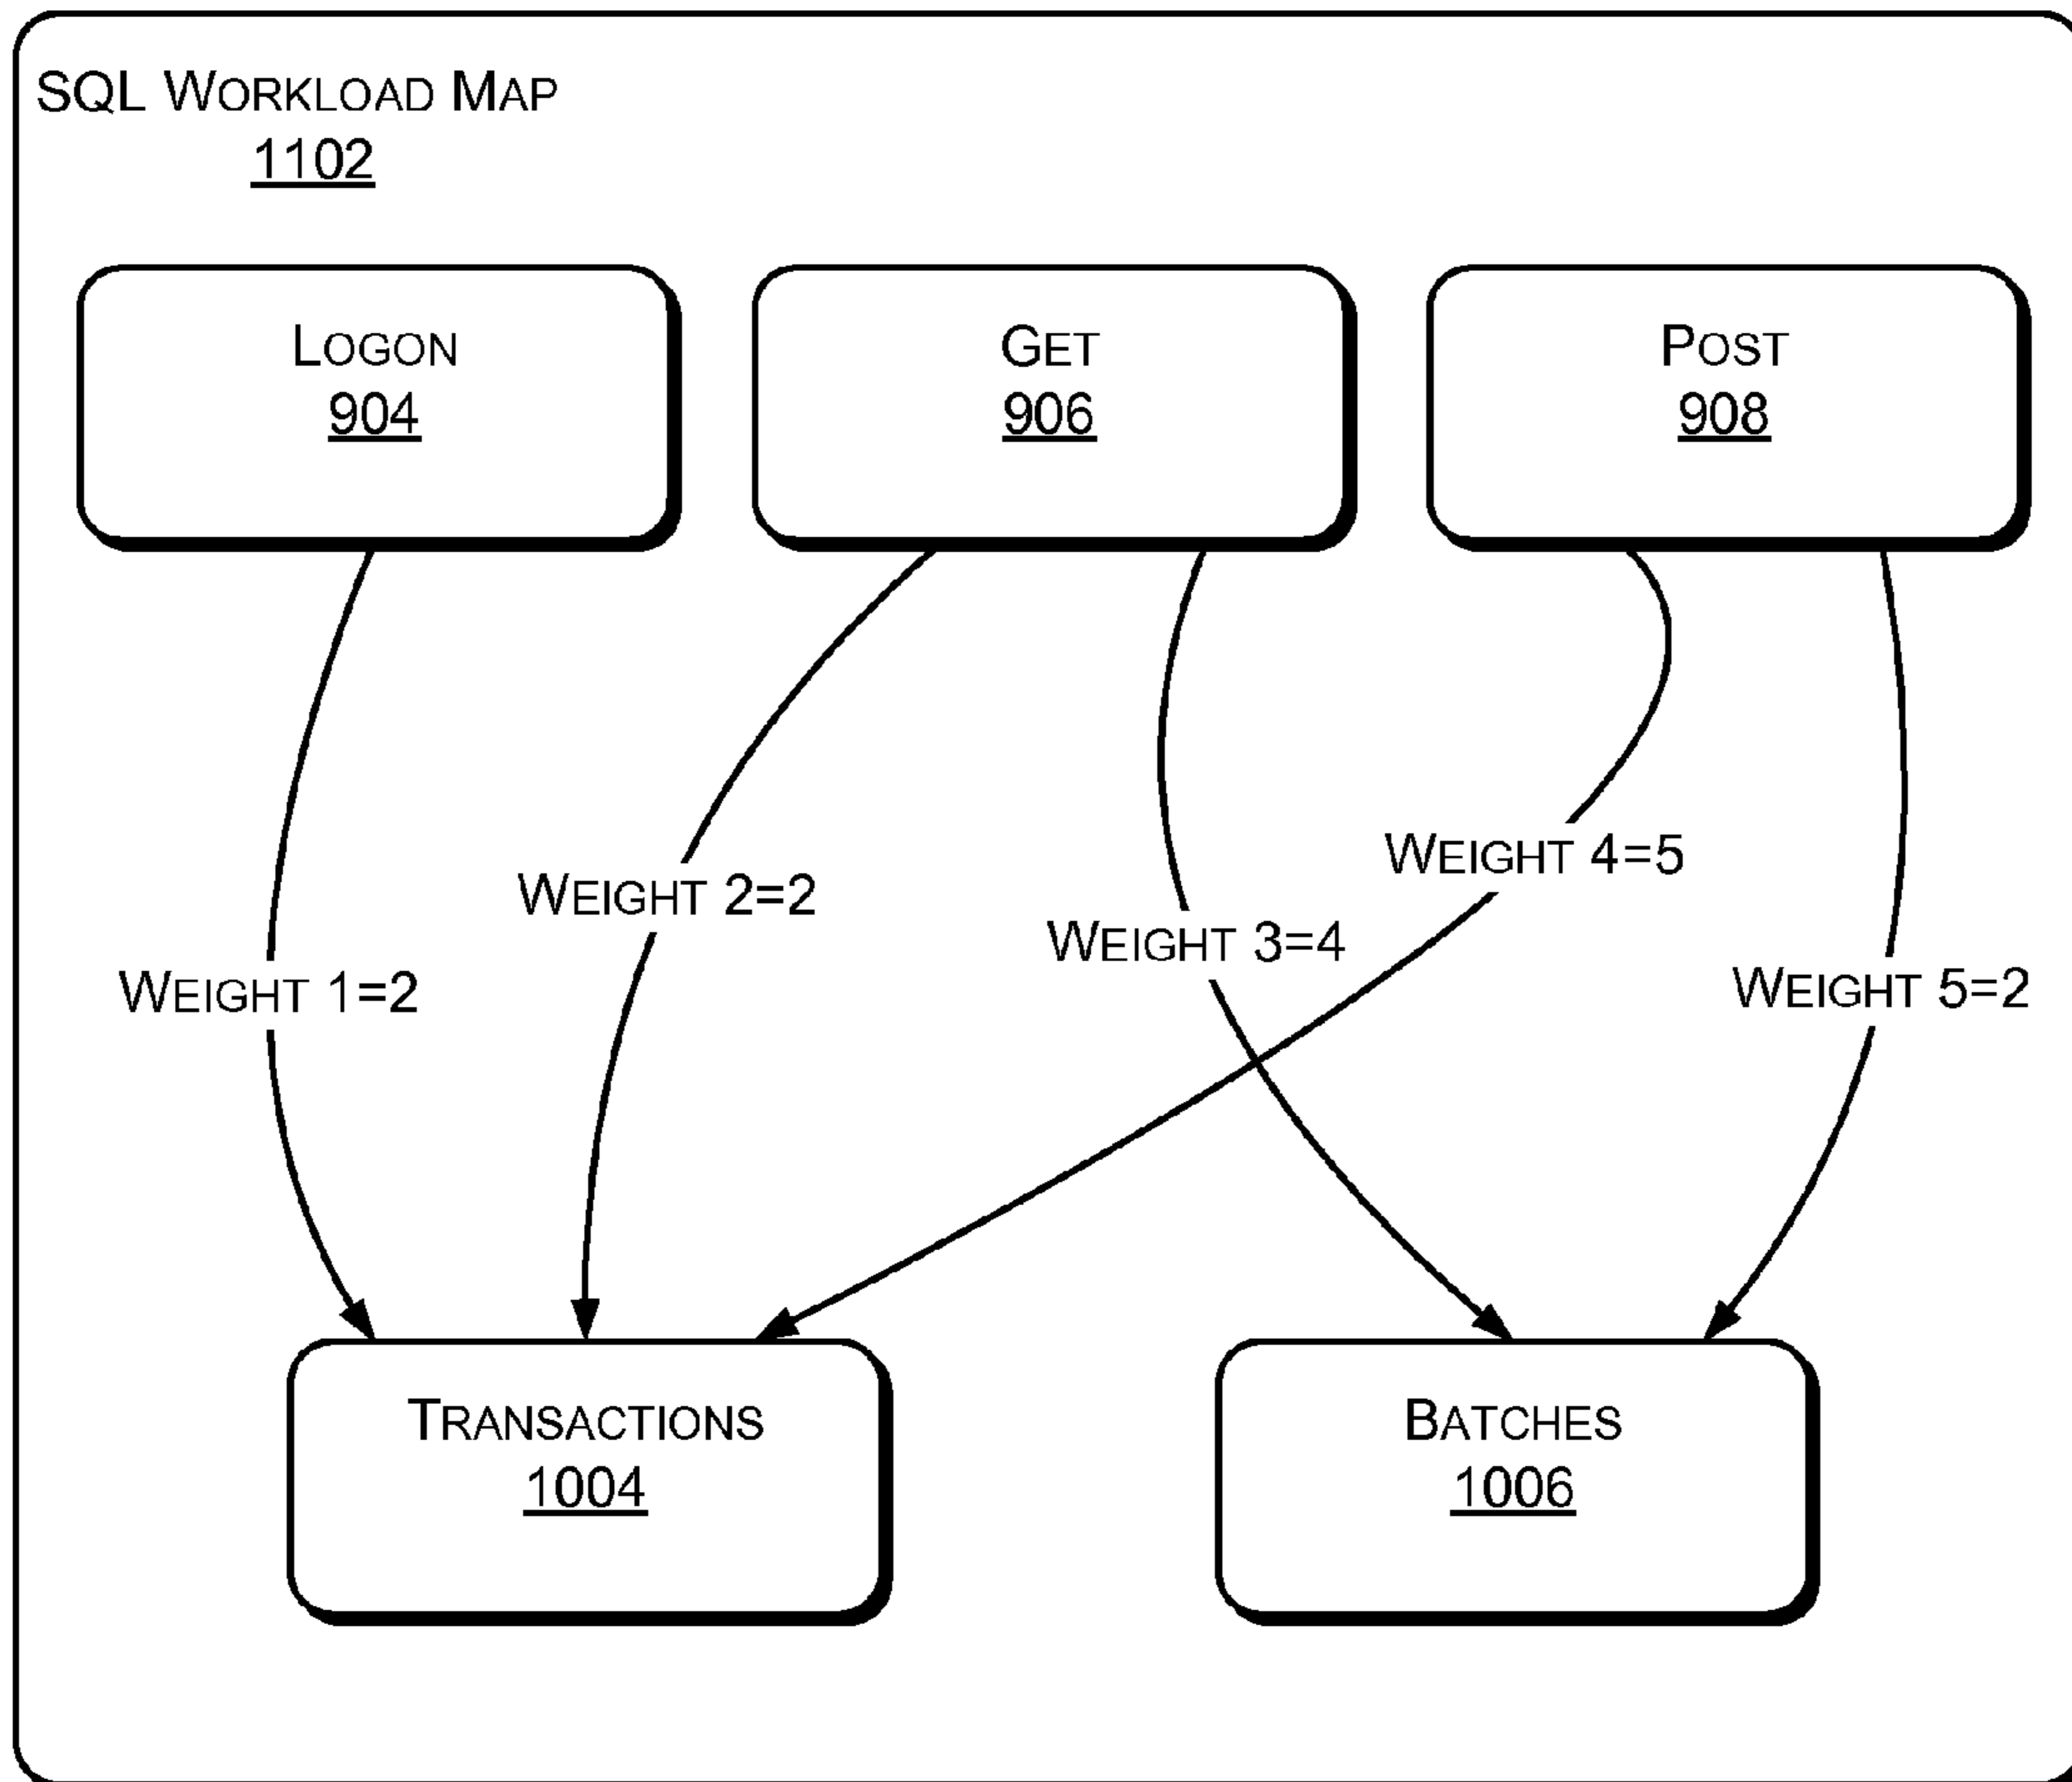 SQL WORKLOAD MAP
1102
LOGON
904
GET
906
POST
908
WEIGHT 1=2
WEIGHT 2=2
WEIGHT 3=4
WEIGHT 4=5
WEIGHT 5=2
TRANSACTIONS
1004
BATCHES
1006